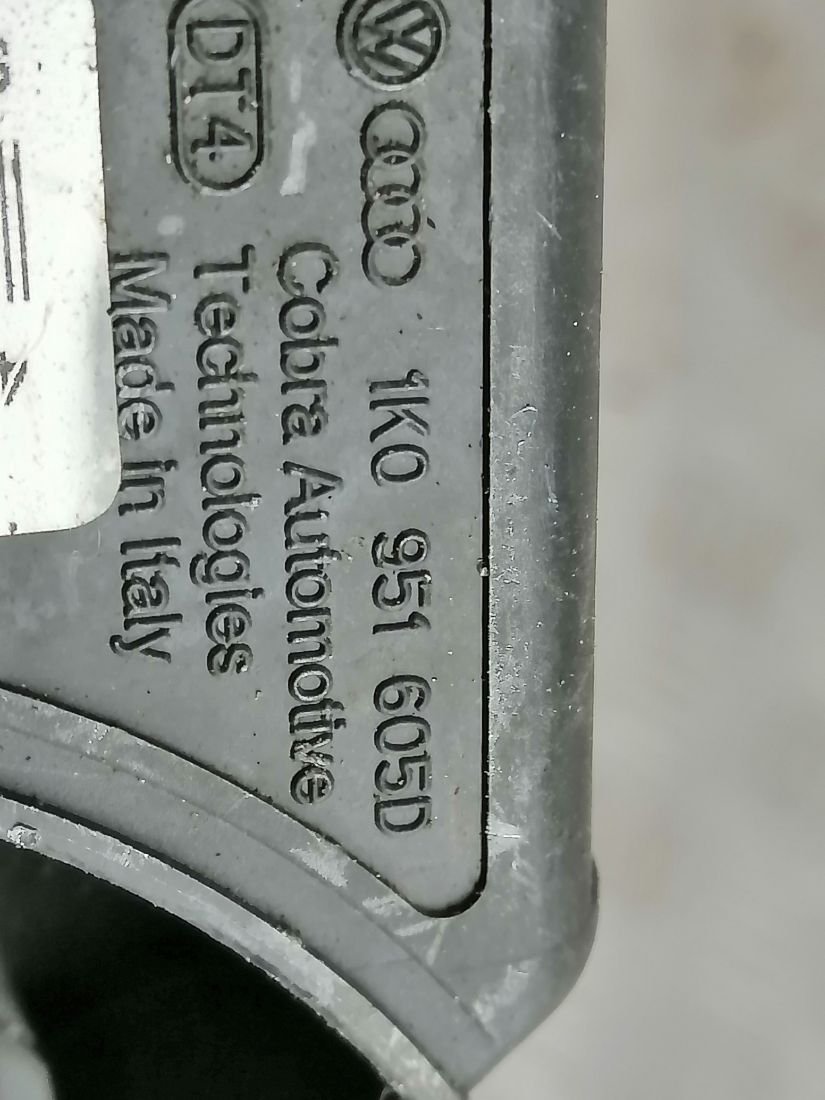 DT4
1K0 951 605D
Cobra Automotive
Technologies
Made in Italy